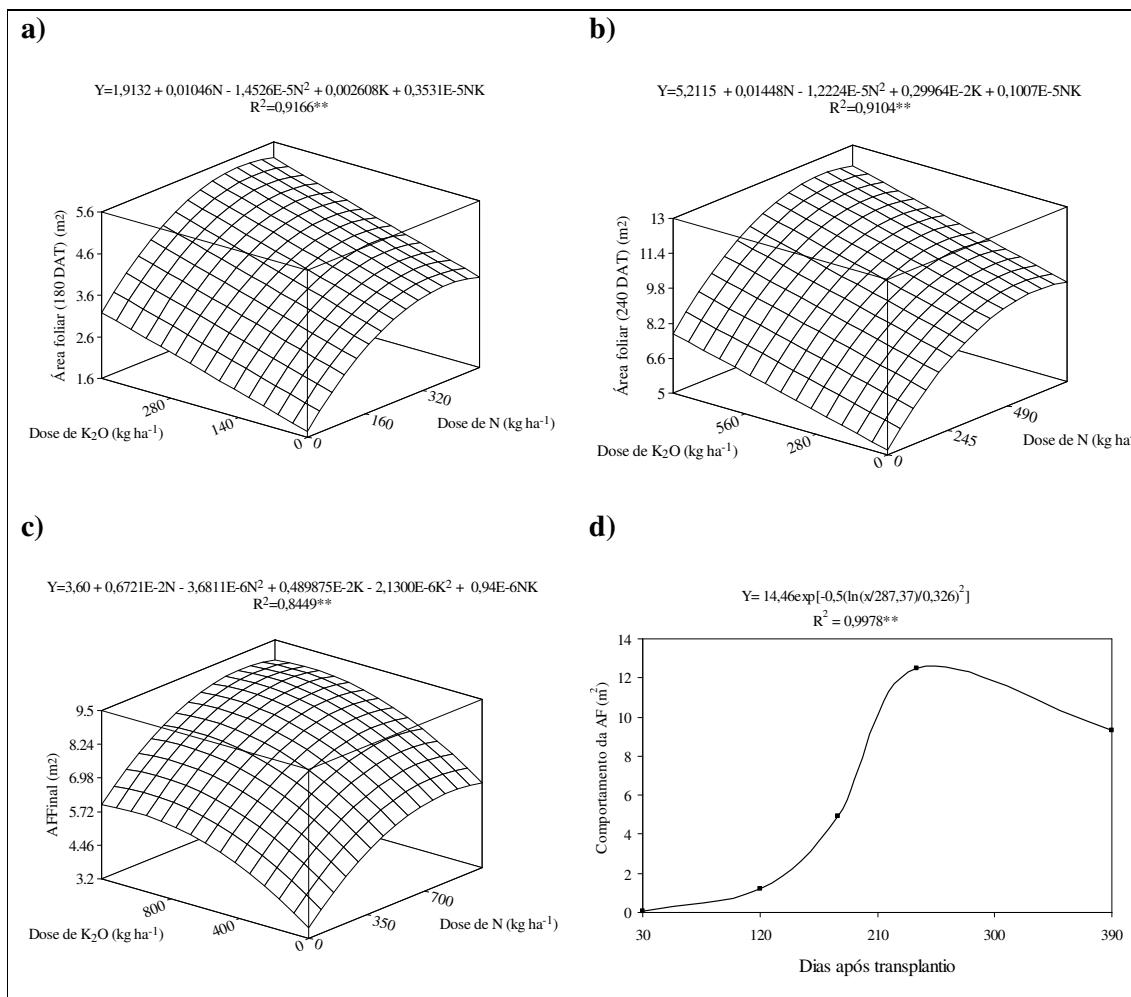 a)
Y=1,9132 + 0,01046N - 1,4526E-5N² + 0,002608K + 0,3531E-5NK
R²=0,9166**
Área foliar (180 DAT) (m2)
5.6
4.6
3.6
2.6
1.6
280
140
0
0
160
320
Dose de K₂O (kg ha⁻¹)
Dose de N (kg ha⁻¹)
b)
Y=5,2115 + 0,01448N - 1,2224E-5N² + 0,29964E-2K + 0,1007E-5NK
R²=0,9104**
Área foliar (240 DAT) (m2)
13
11.4
9.8
8.2
6.6
5
560
280
0
0
245
490
Dose de K₂O (kg ha⁻¹)
Dose de N (kg ha
c)
Y=3,60 + 0,6721E-2N - 3,6811E-6N² + 0,489875E-2K - 2,1300E-6K² + 0,94E-6NK
R²=0,8449**
AFFinal (m2)
9.5
8.24
6.98
5.72
4.46
3.2
800
400
0
0
350
700
Dose de K₂O (kg ha⁻¹)
Dose de N (kg ha⁻¹)
d)
Y= 14,46exp[-0,5(ln(x/287,37)/0,326)²]
R² = 0,9978**
Comportamento da AF (m²)
14
12
10
8
6
4
2
0
30 120 210 300 390
Dias após transplantio